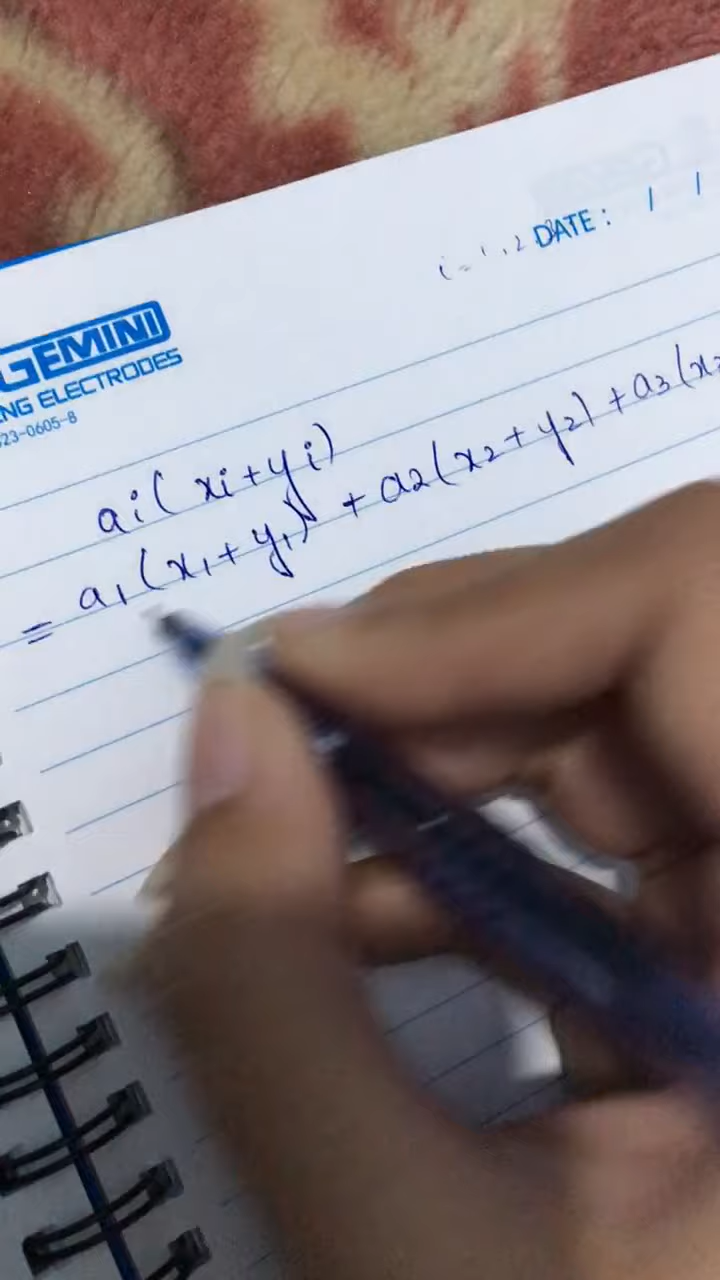 DATE : / /
i = 1, 2
GEMINI
NG ELECTRODES
23-0605-8
ai( xi+yi)
= a1(x1+y1) + a2(x2+y2) +a3(x